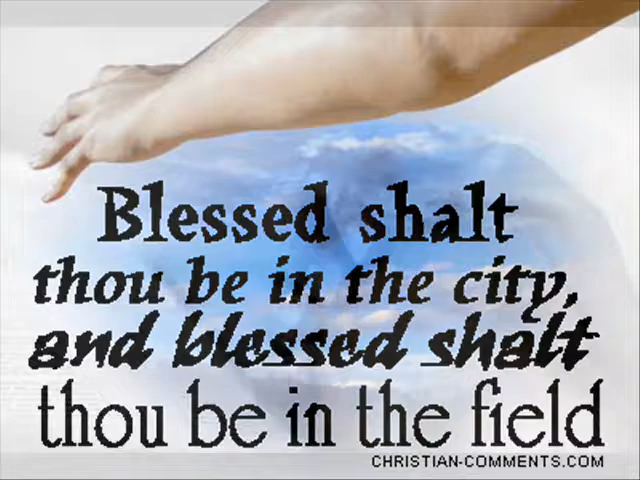 Blessed shalt
thou be in the city,
and blessed shalt
thou be in the field
CHRISTIAN-COMMENTS.COM